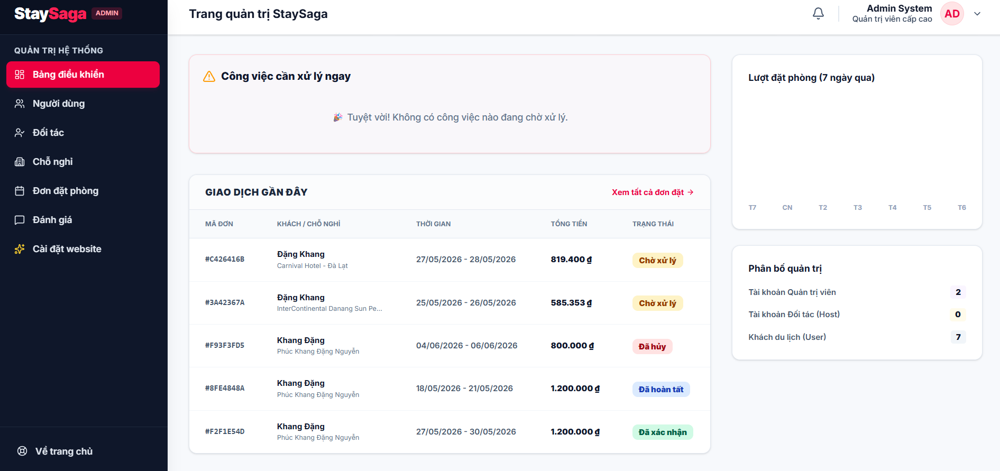 StaySaga ADMIN
QUẢN TRỊ HỆ THỐNG
Bảng điều khiển
Người dùng
Đối tác
Chỗ nghỉ
Đơn đặt phòng
Đánh giá
Cài đặt website
Về trang chủ
Trang quản trị StaySaga
Admin System
Quản trị viên cấp cao
AD
Công việc cần xử lý ngay
🎉 Tuyệt vời! Không có công việc nào đang chờ xử lý.
GIAO DỊCH GẦN ĐÂY
Xem tất cả đơn đặt →
MÃ ĐƠN KHÁCH / CHỖ NGHỈ THỜI GIAN TỔNG TIỀN TRẠNG THÁI
#C426416B Đặng Khang 27/05/2026 - 28/05/2026 819.400 ₫ Chờ xử lý
Carnival Hotel - Đà Lạt
#3A42367A Đặng Khang 25/05/2026 - 26/05/2026 585.353 ₫ Chờ xử lý
InterContinental Danang Sun Pe...
#F93F3FD5 Khang Đặng 04/06/2026 - 06/06/2026 800.000 ₫ Đã hủy
Phúc Khang Đặng Nguyễn
#8FE4848A Khang Đặng 18/05/2026 - 21/05/2026 1.200.000 ₫ Đã hoàn tất
Phúc Khang Đặng Nguyễn
#F2F1E54D Khang Đặng 27/05/2026 - 30/05/2026 1.200.000 ₫ Đã xác nhận
Phúc Khang Đặng Nguyễn
Lượt đặt phòng (7 ngày qua)
T7 CN T2 T3 T4 T5 T6
Phân bố quản trị
Tài khoản Quản trị viên 2
Tài khoản Đối tác (Host) 0
Khách du lịch (User) 7